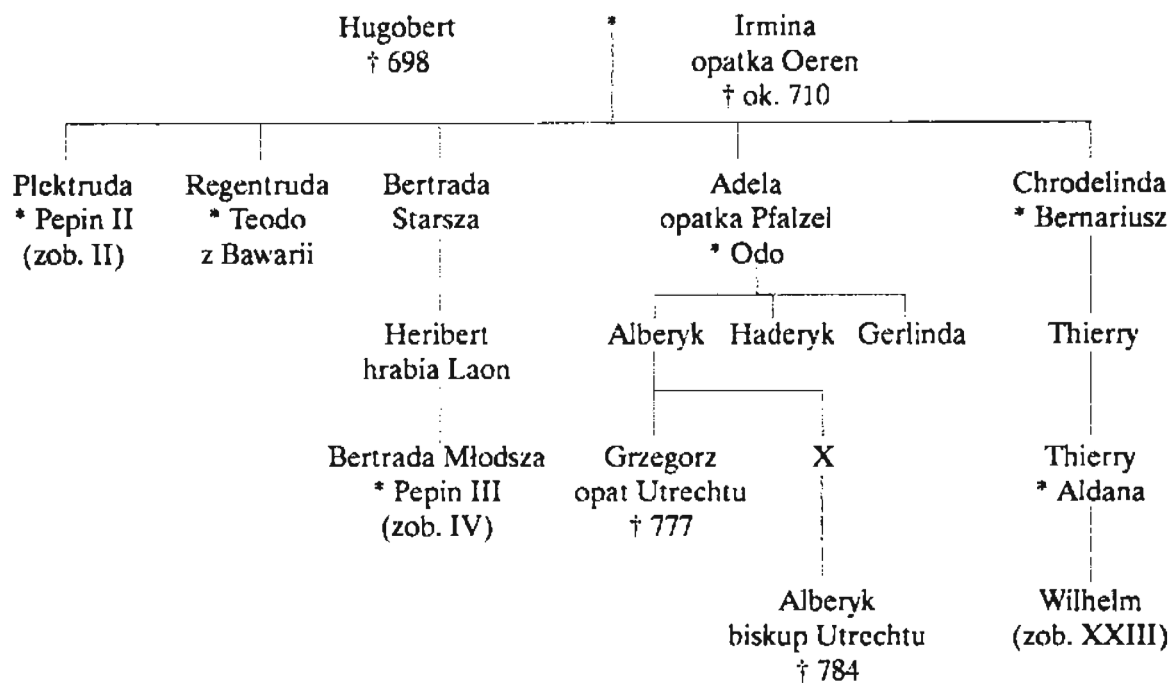 Hugobert * Irmina
† 698 opatka Oeren
† ok. 710
Plektruda Regentruda Bertrada Adela Chrodelinda
* Pepin II * Teodo Starsza opatka Pfalzel * Bernariusz
(zob. II) z Bawarii * Odo
Heribert Alberyk Haderyk Gerlinda Thierry
hrabia Laon
Bertrada Młodsza Grzegorz X Thierry
* Pepin III opat Utrechtu * Aldana
(zob. IV) † 777
Alberyk Wilhelm
biskup Utrechtu (zob. XXIII)
† 784